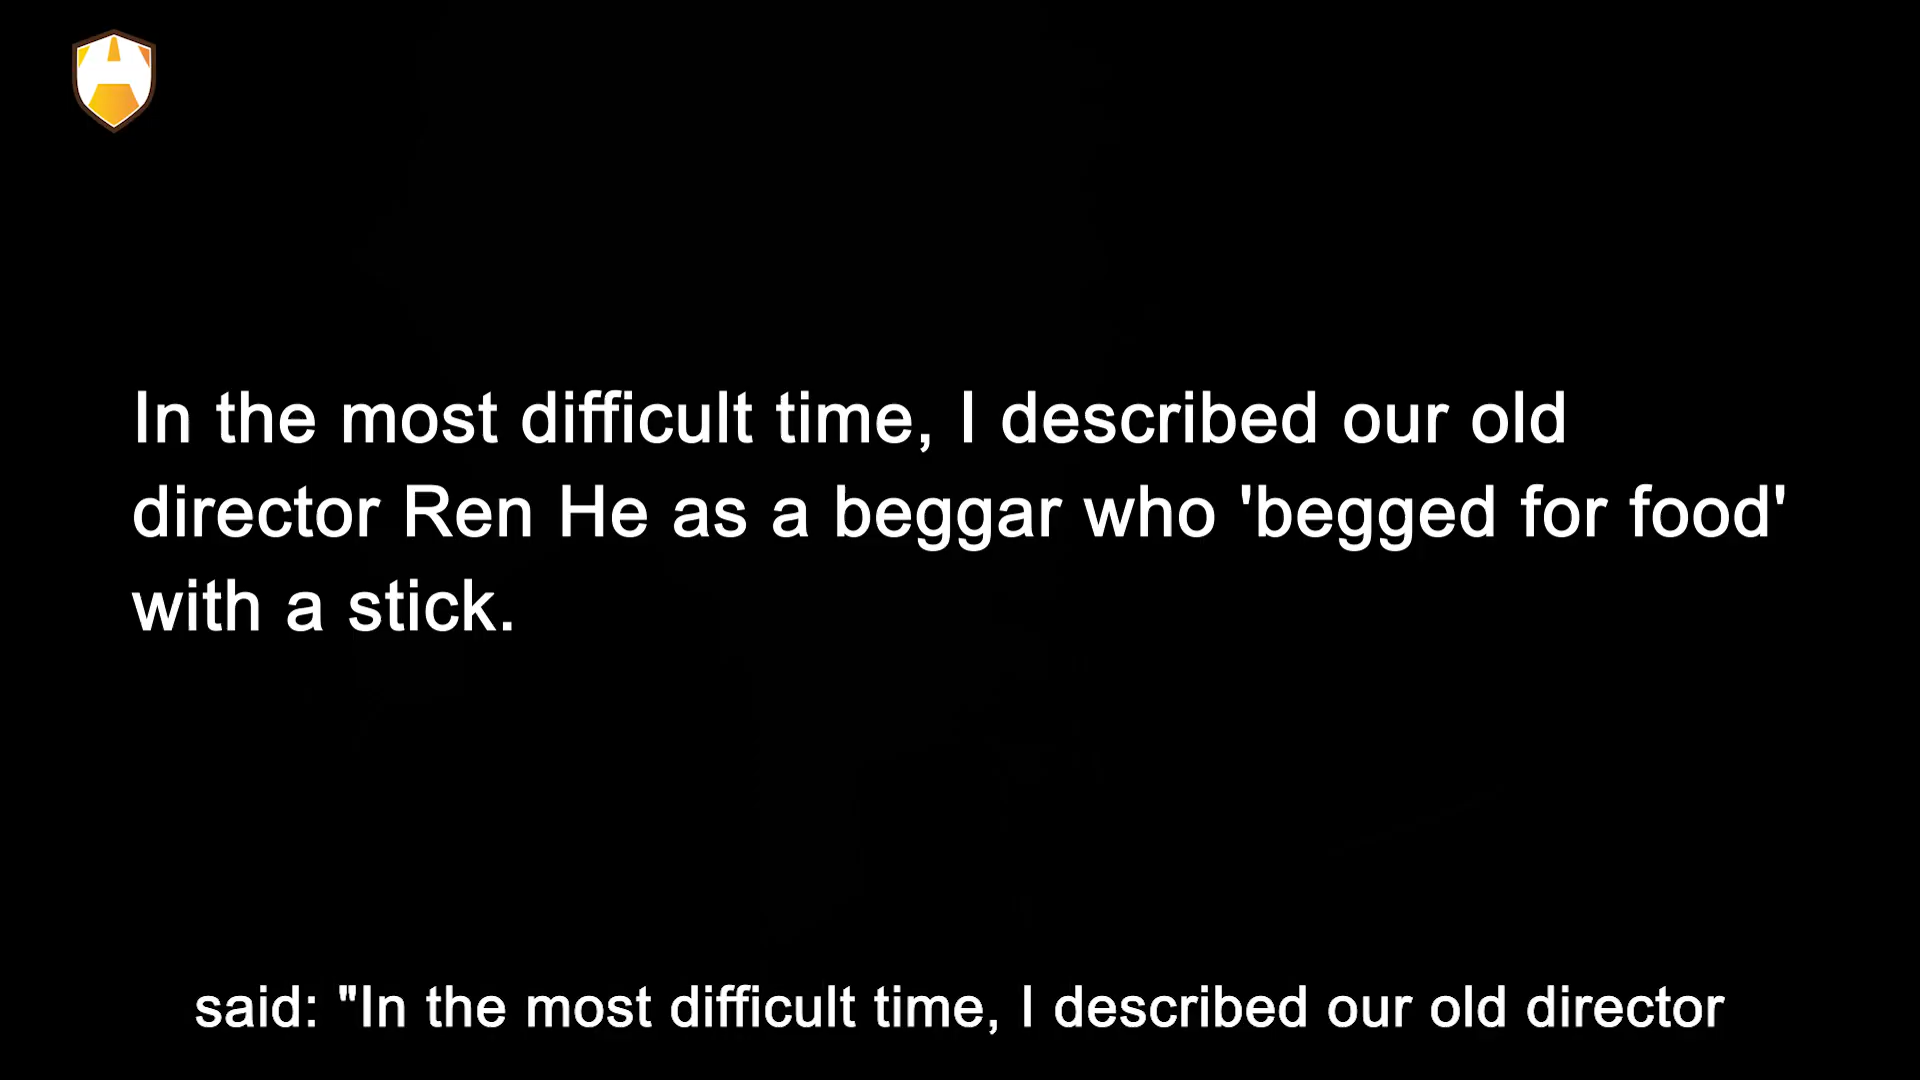 In the most difficult time, I described our old
director Ren He as a beggar who 'begged for food'
with a stick.
said: "In the most difficult time, I described our old director